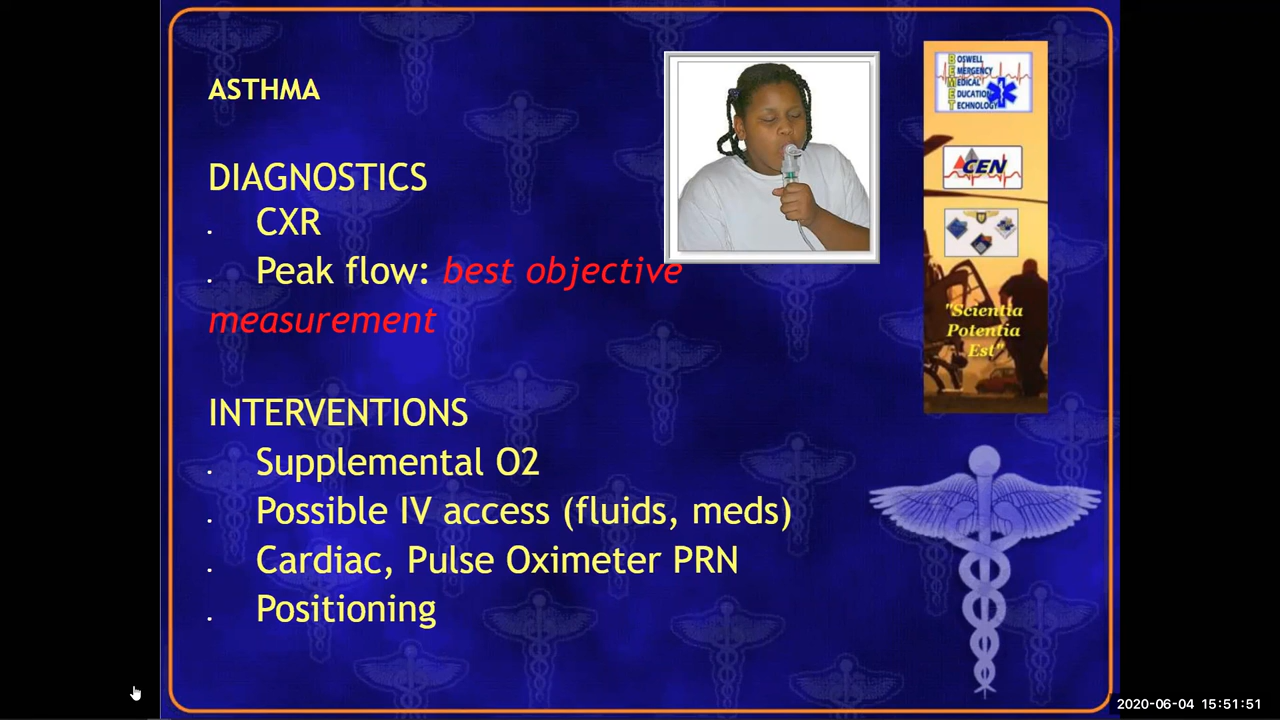 ASTHMA
DIAGNOSTICS
. CXR
. Peak flow: best objective
measurement
INTERVENTIONS
. Supplemental O2
. Possible IV access (fluids, meds)
. Cardiac, Pulse Oximeter PRN
. Positioning
BOSWELL
EMERGENCY
MEDICAL
EDUCATION
TECHNOLOGY
CEN
"Scientia
Potentia
Est"
2020-06-04 15:51:51